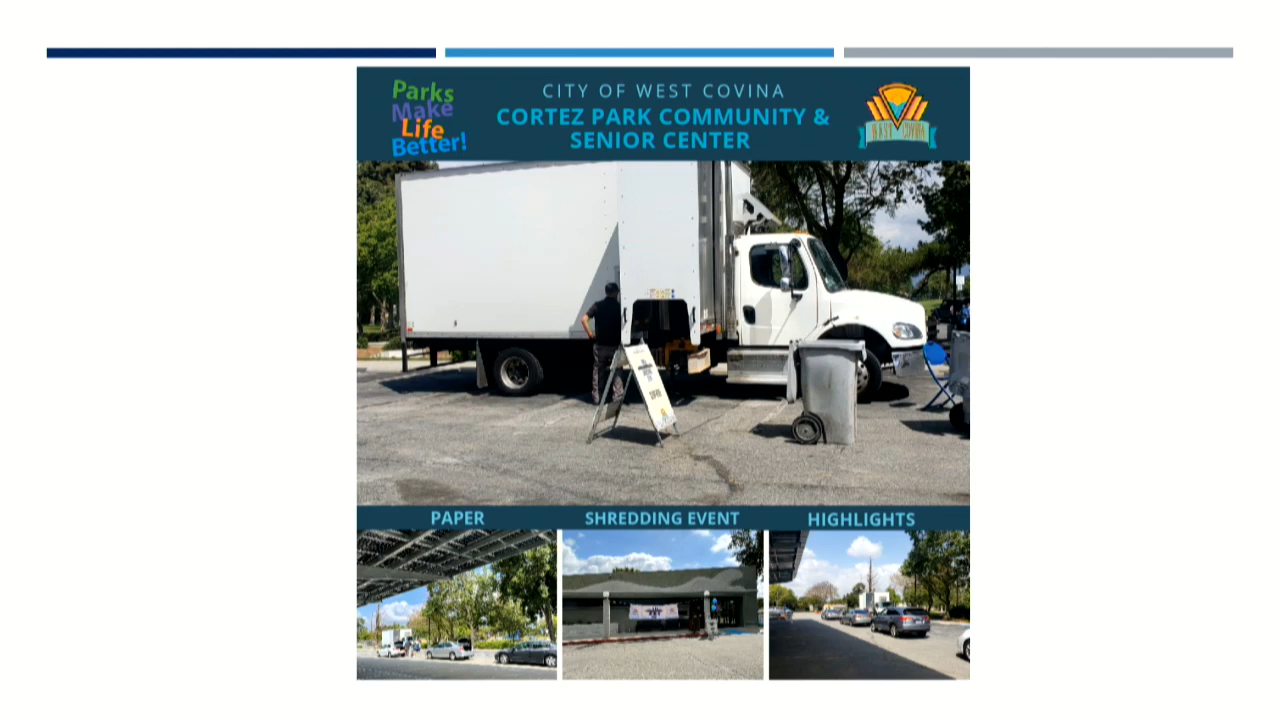 Parks
Make
Life
Better!
CITY OF WEST COVINA
CORTEZ PARK COMMUNITY &
SENIOR CENTER
WEST COVINA
PAPER
SHREDDING EVENT
HIGHLIGHTS